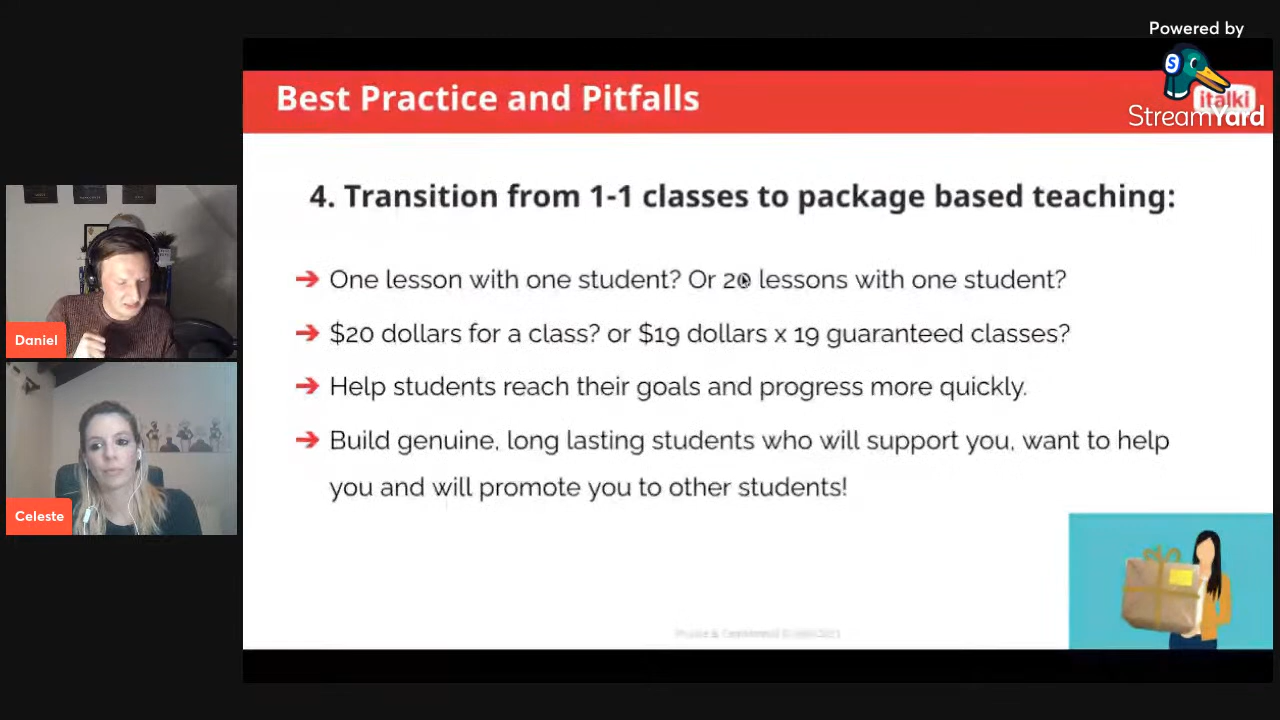 Powered by
StreamYard
italki
Best Practice and Pitfalls
4. Transition from 1-1 classes to package based teaching:
One lesson with one student? Or 20 lessons with one student?
$20 dollars for a class? or $19 dollars x 19 guaranteed classes?
Help students reach their goals and progress more quickly.
Build genuine, long lasting students who will support you, want to help
you and will promote you to other students!
Daniel
Celeste